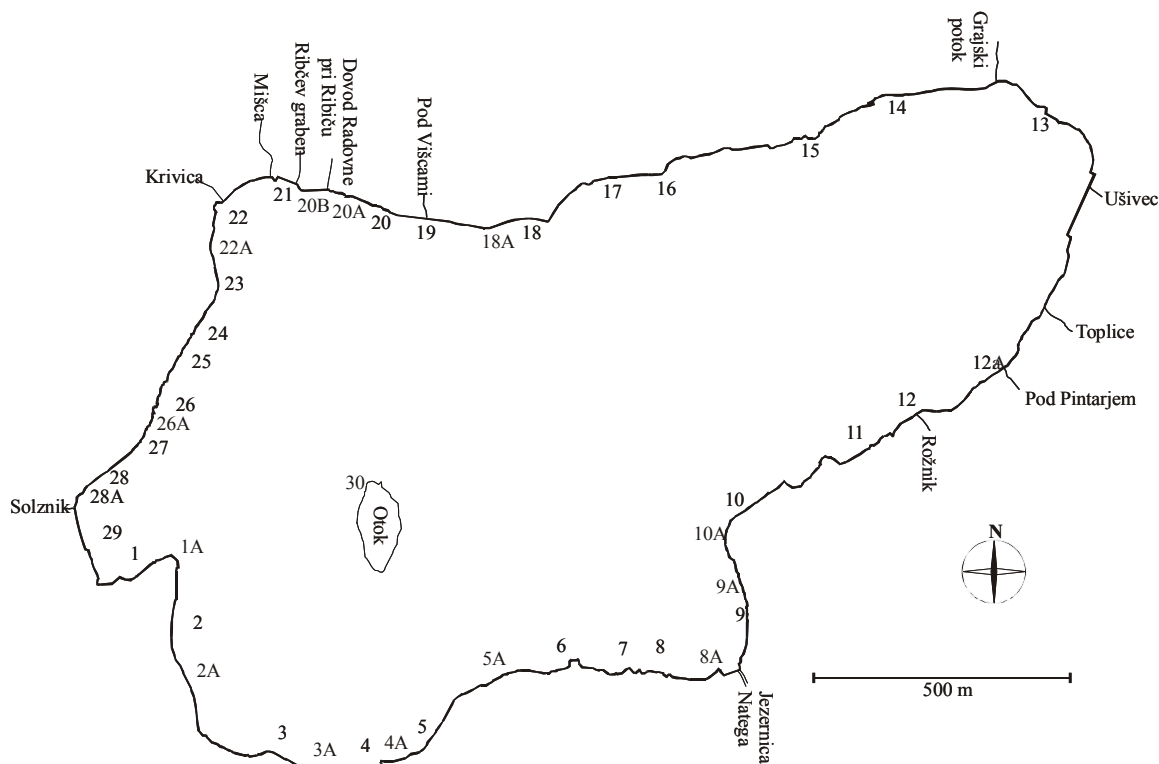 Grajski
potok
14
13
15
Ušivec
17
16
Pod Višcami
Dovod Radovne
pri Ribiču
Ribčev graben
Mišca
Krivica
21
20B
20A
20
19
18A
18
22
22A
23
24
25
26
26A
27
28
28A
Solznik
29
1
1A
2
2A
3
3A
4
4A
5
5A
6
7
8
8A
Jezernica
Natega
9
9A
10A
10
11
12
Rožnik
12a
Pod Pintarjem
Toplice
30
Otok
N
500 m